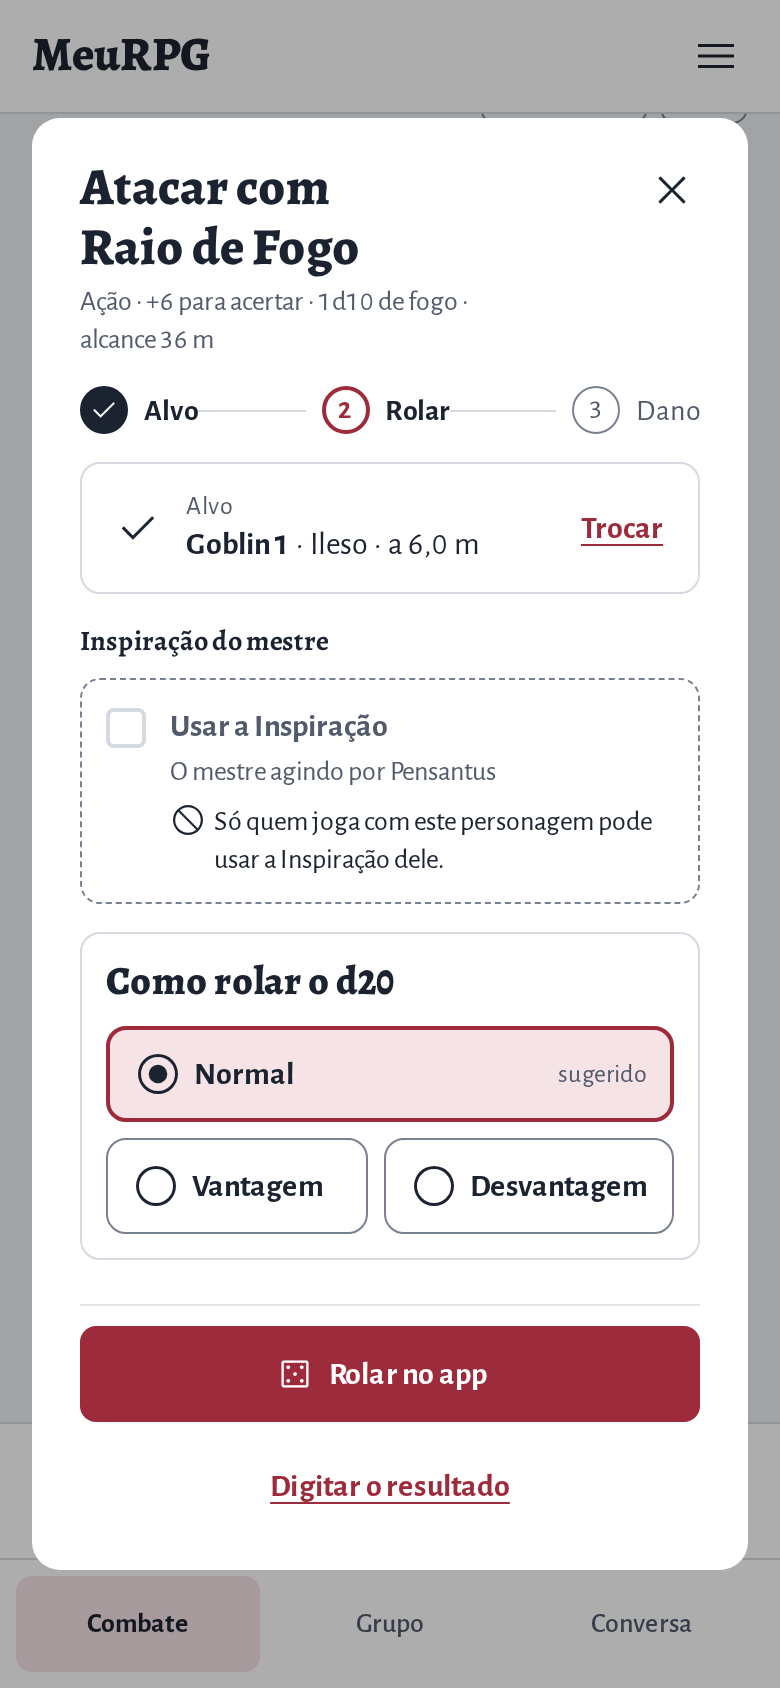 MeuRPG
Atacar com
Raio de Fogo
Ação · +6 para acertar · 1d10 de fogo ·
alcance 36 m
Alvo
2 Rolar
3 Dano
Alvo
Goblin 1 · Ileso · a 6,0 m
Trocar
Inspiração do mestre
Usar a Inspiração
O mestre agindo por Pensantus
Só quem joga com este personagem pode
usar a Inspiração dele.
Como rolar o d20
Normal sugerido
Vantagem Desvantagem
Rolar no app
Digitar o resultado
Combate Grupo Conversa